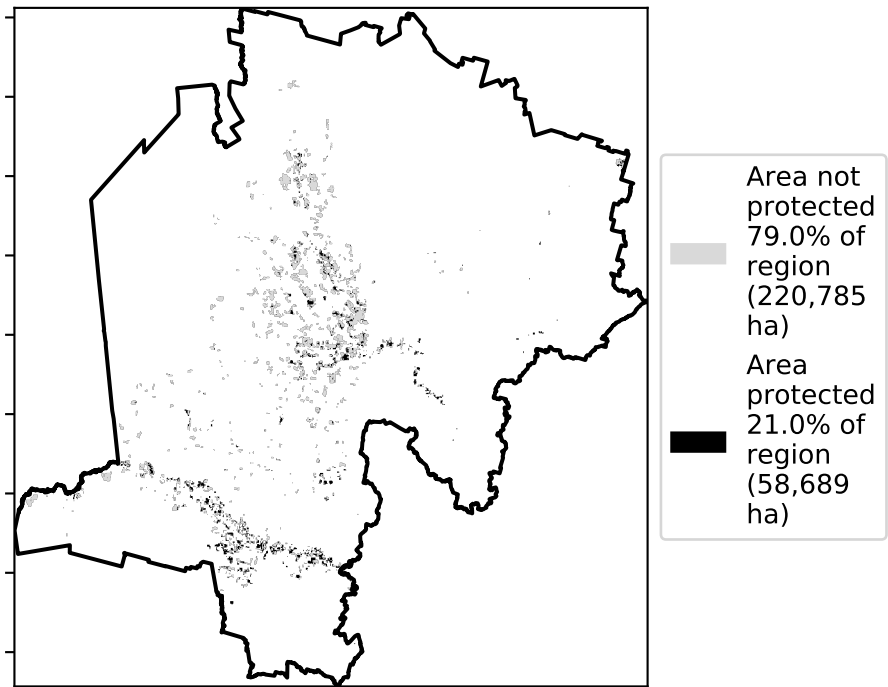 Area not
protected
79.0% of
region
(220,785
ha)
Area
protected
21.0% of
region
(58,689
ha)